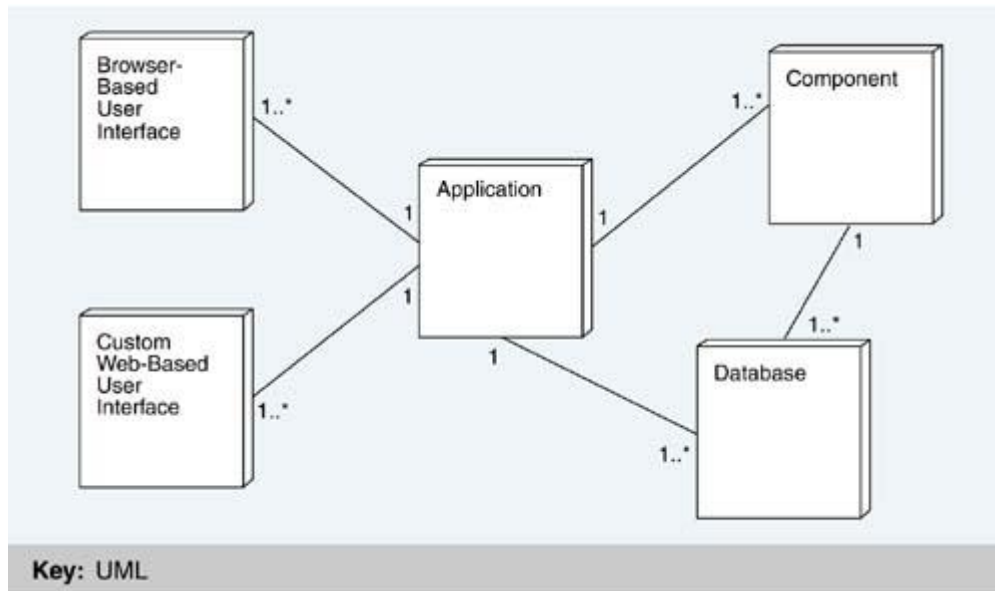 Browser-
Based
User
Interface
1..*
1
Custom
Web-Based
User
Interface
1..*
1
Application
1
1
Component
1..*
1
Database
1..*
1..*
Key: UML